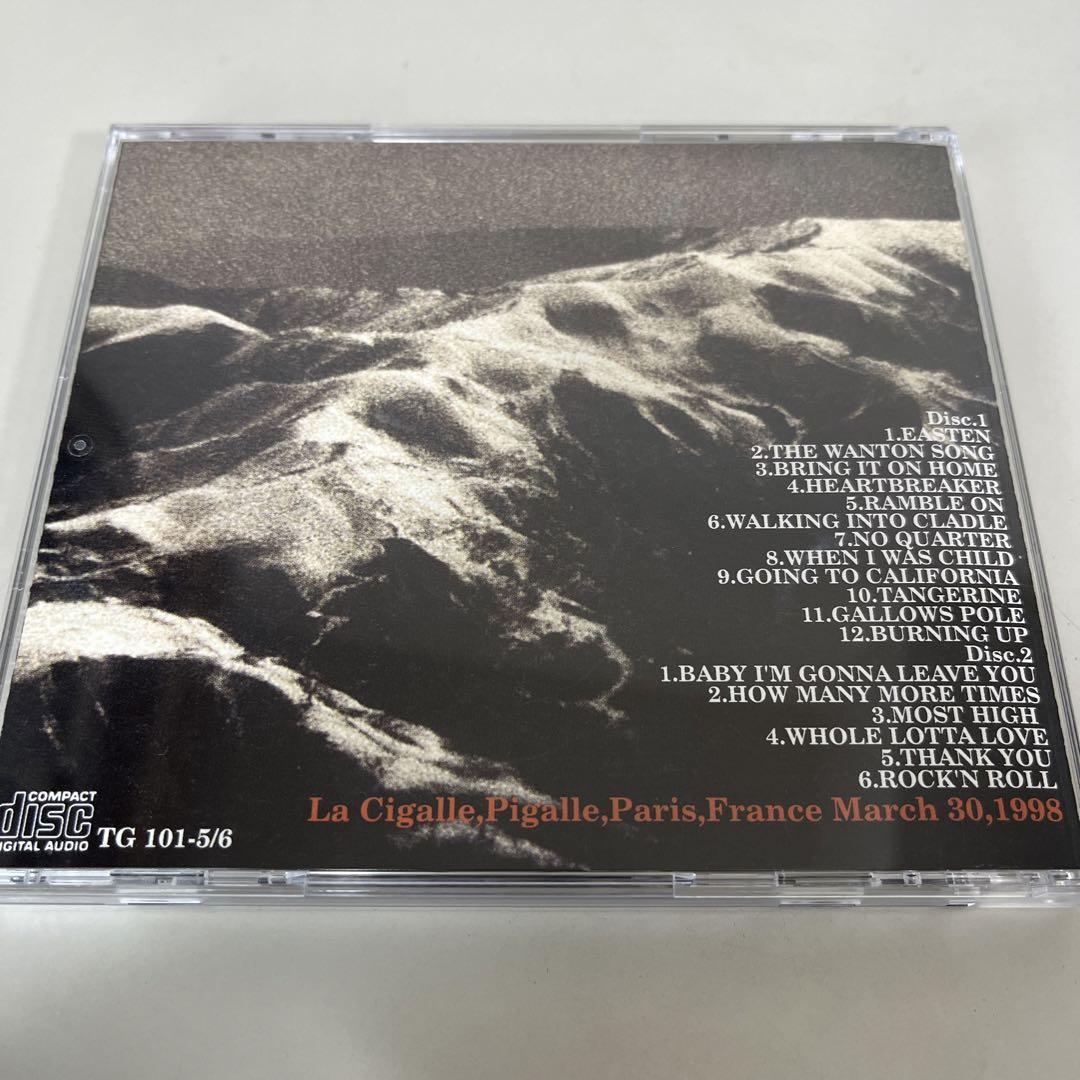 Disc.1
1.EASTEN
2.THE WANTON SONG
3.BRING IT ON HOME
4.HEARTBREAKER
5.RAMBLE ON
6.WALKING INTO CLADLE
7.NO QUARTER
8.WHEN I WAS CHILD
9.GOING TO CALIFORNIA
10.TANGERINE
11.GALLOWS POLE
12.BURNING UP
Disc.2
1.BABY I'M GONNA LEAVE YOU
2.HOW MANY MORE TIMES
3.MOST HIGH
4.WHOLE LOTTA LOVE
5.THANK YOU
6.ROCK'N ROLL
La Cigalle,Pigalle,Paris,France March 30,1998
COMPACT
disc
DIGITAL AUDIO
TG 101-5/6